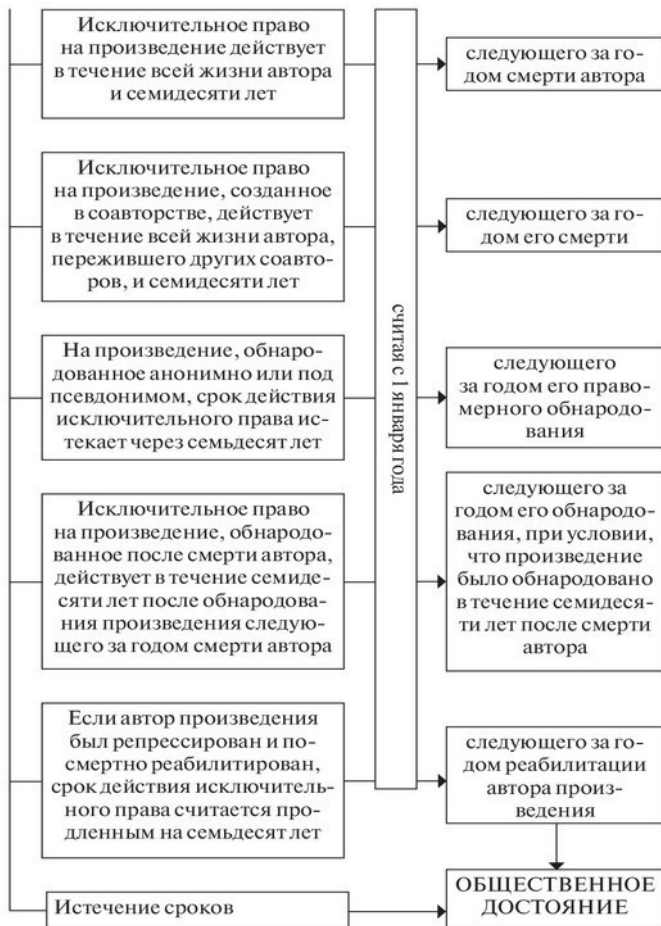 Исключительное право
на произведение действует
в течение всей жизни автора
и семидесяти лет
следующего за го-
дом смерти автора
Исключительное право
на произведение, созданное
в соавторстве, действует
в течение всей жизни автора,
пережившего других соавто-
ров, и семидесяти лет
следующего за го-
дом его смерти
считая с 1 января года
На произведение, обнаро-
дованное анонимно или под
псевдонимом, срок действия
исключительного права ис-
текает через семьдесят лет
следующего
за годом его право-
мерного обнародо-
вания
Исключительное право
на произведение, обнародо-
ванное после смерти автора,
действует в течение семиде-
сяти лет после обнародова-
ния произведения следую-
щего за годом смерти автора
следующего за
годом его обнародо-
вания, при условии,
что произведение
было обнародовано
в течение семидеся-
ти лет после смерти
автора
Если автор произведения
был репрессирован и по-
смертно реабилитирован,
срок действия исключитель-
ного права считается про-
дленным на семьдесят лет
следующего за го-
дом реабилитации
автора произ-
ведения
Истечение сроков
ОБЩЕСТВЕННОЕ
ДОСТОЯНИЕ